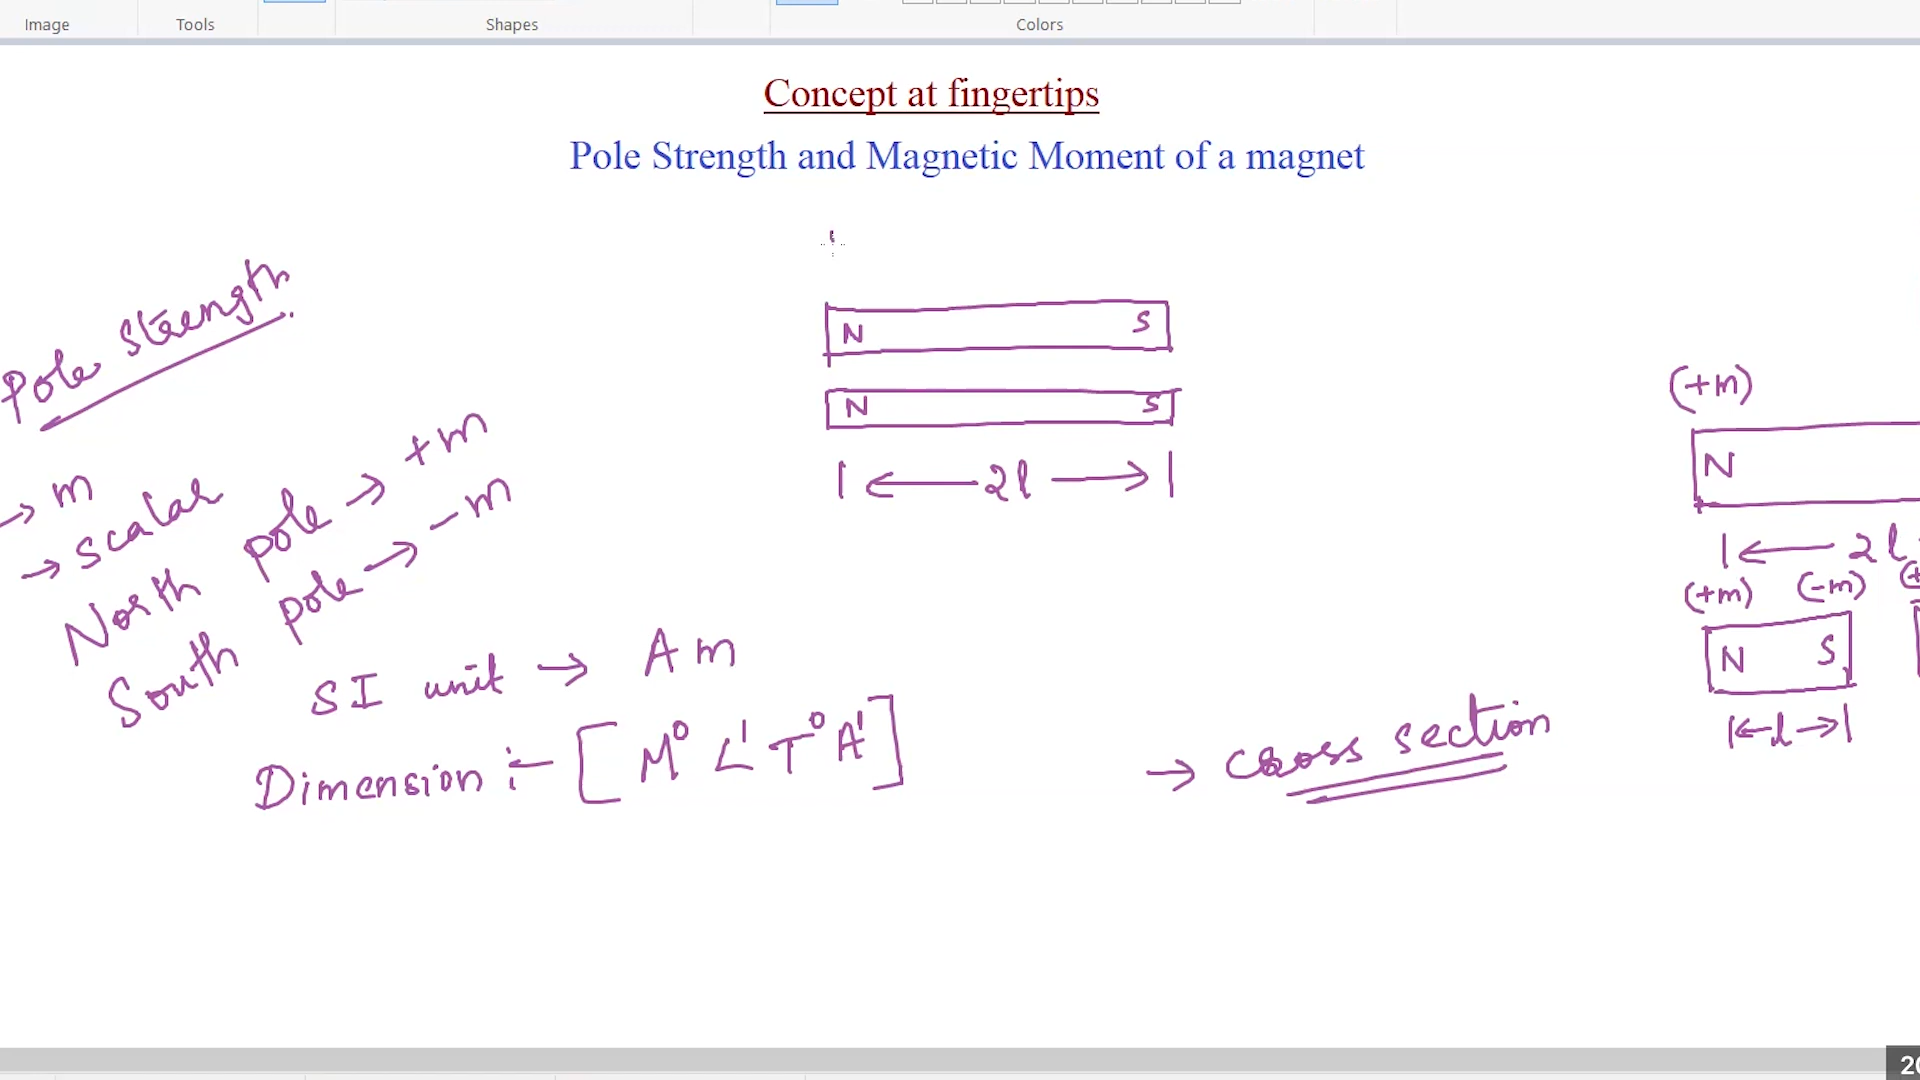 Image Tools Shapes Colors
Concept at fingertips
Pole Strength and Magnetic Moment of a magnet
Pole Strength
→ m
→ scalar
North pole → +m
South pole → -m
SI unit → A m
Dimension :- [M⁰ L¹ T⁰ A¹]
N S
N S
|← 2l →|
→ Cross section
(+m)
N
|← 2l
(+m) (-m)
N S
|← l →|